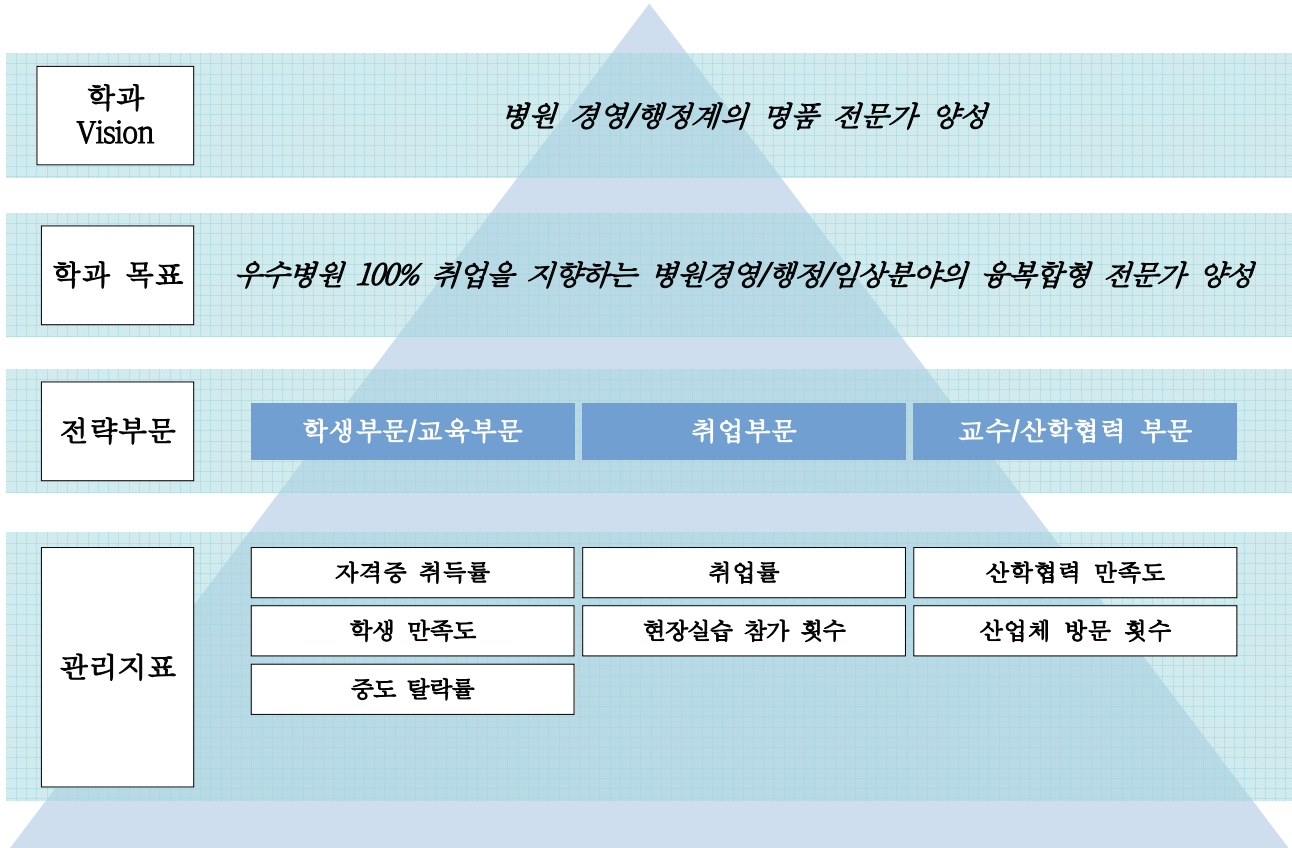 학과
Vision
병원 경영/행정계의 명품 전문가 양성
학과 목표
우수병원 100% 취업을 지향하는 병원경영/행정/임상분야의 융복합형 전문가 양성
전략부문
학생부문/교육부문
취업부문
교수/산학협력 부문
관리지표
자격증 취득률
취업률
산학협력 만족도
학생 만족도
현장실습 참가 횟수
산업체 방문 횟수
중도 탈락률